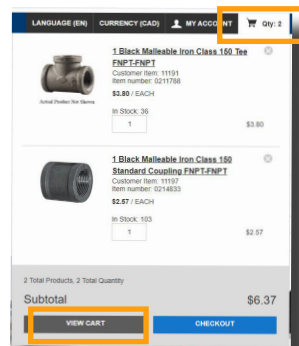 LANGUAGE (EN) CURRENCY (CAD) MY ACCOUNT Qty: 2
1 Black Malleable Iron Class 150 Tee
FNPT-FNPT
Customer item: 11191
Item number: 0211788
$3.80 / EACH
Actual Product Not Shown
In Stock: 36
1 $3.80
1 Black Malleable Iron Class 150
Standard Coupling FNPT-FNPT
Customer item: 11197
Item number: 0214833
$2.57 / EACH
In Stock: 103
1 $2.57
2 Total Products, 2 Total Quantity
Subtotal $6.37
VIEW CART CHECKOUT